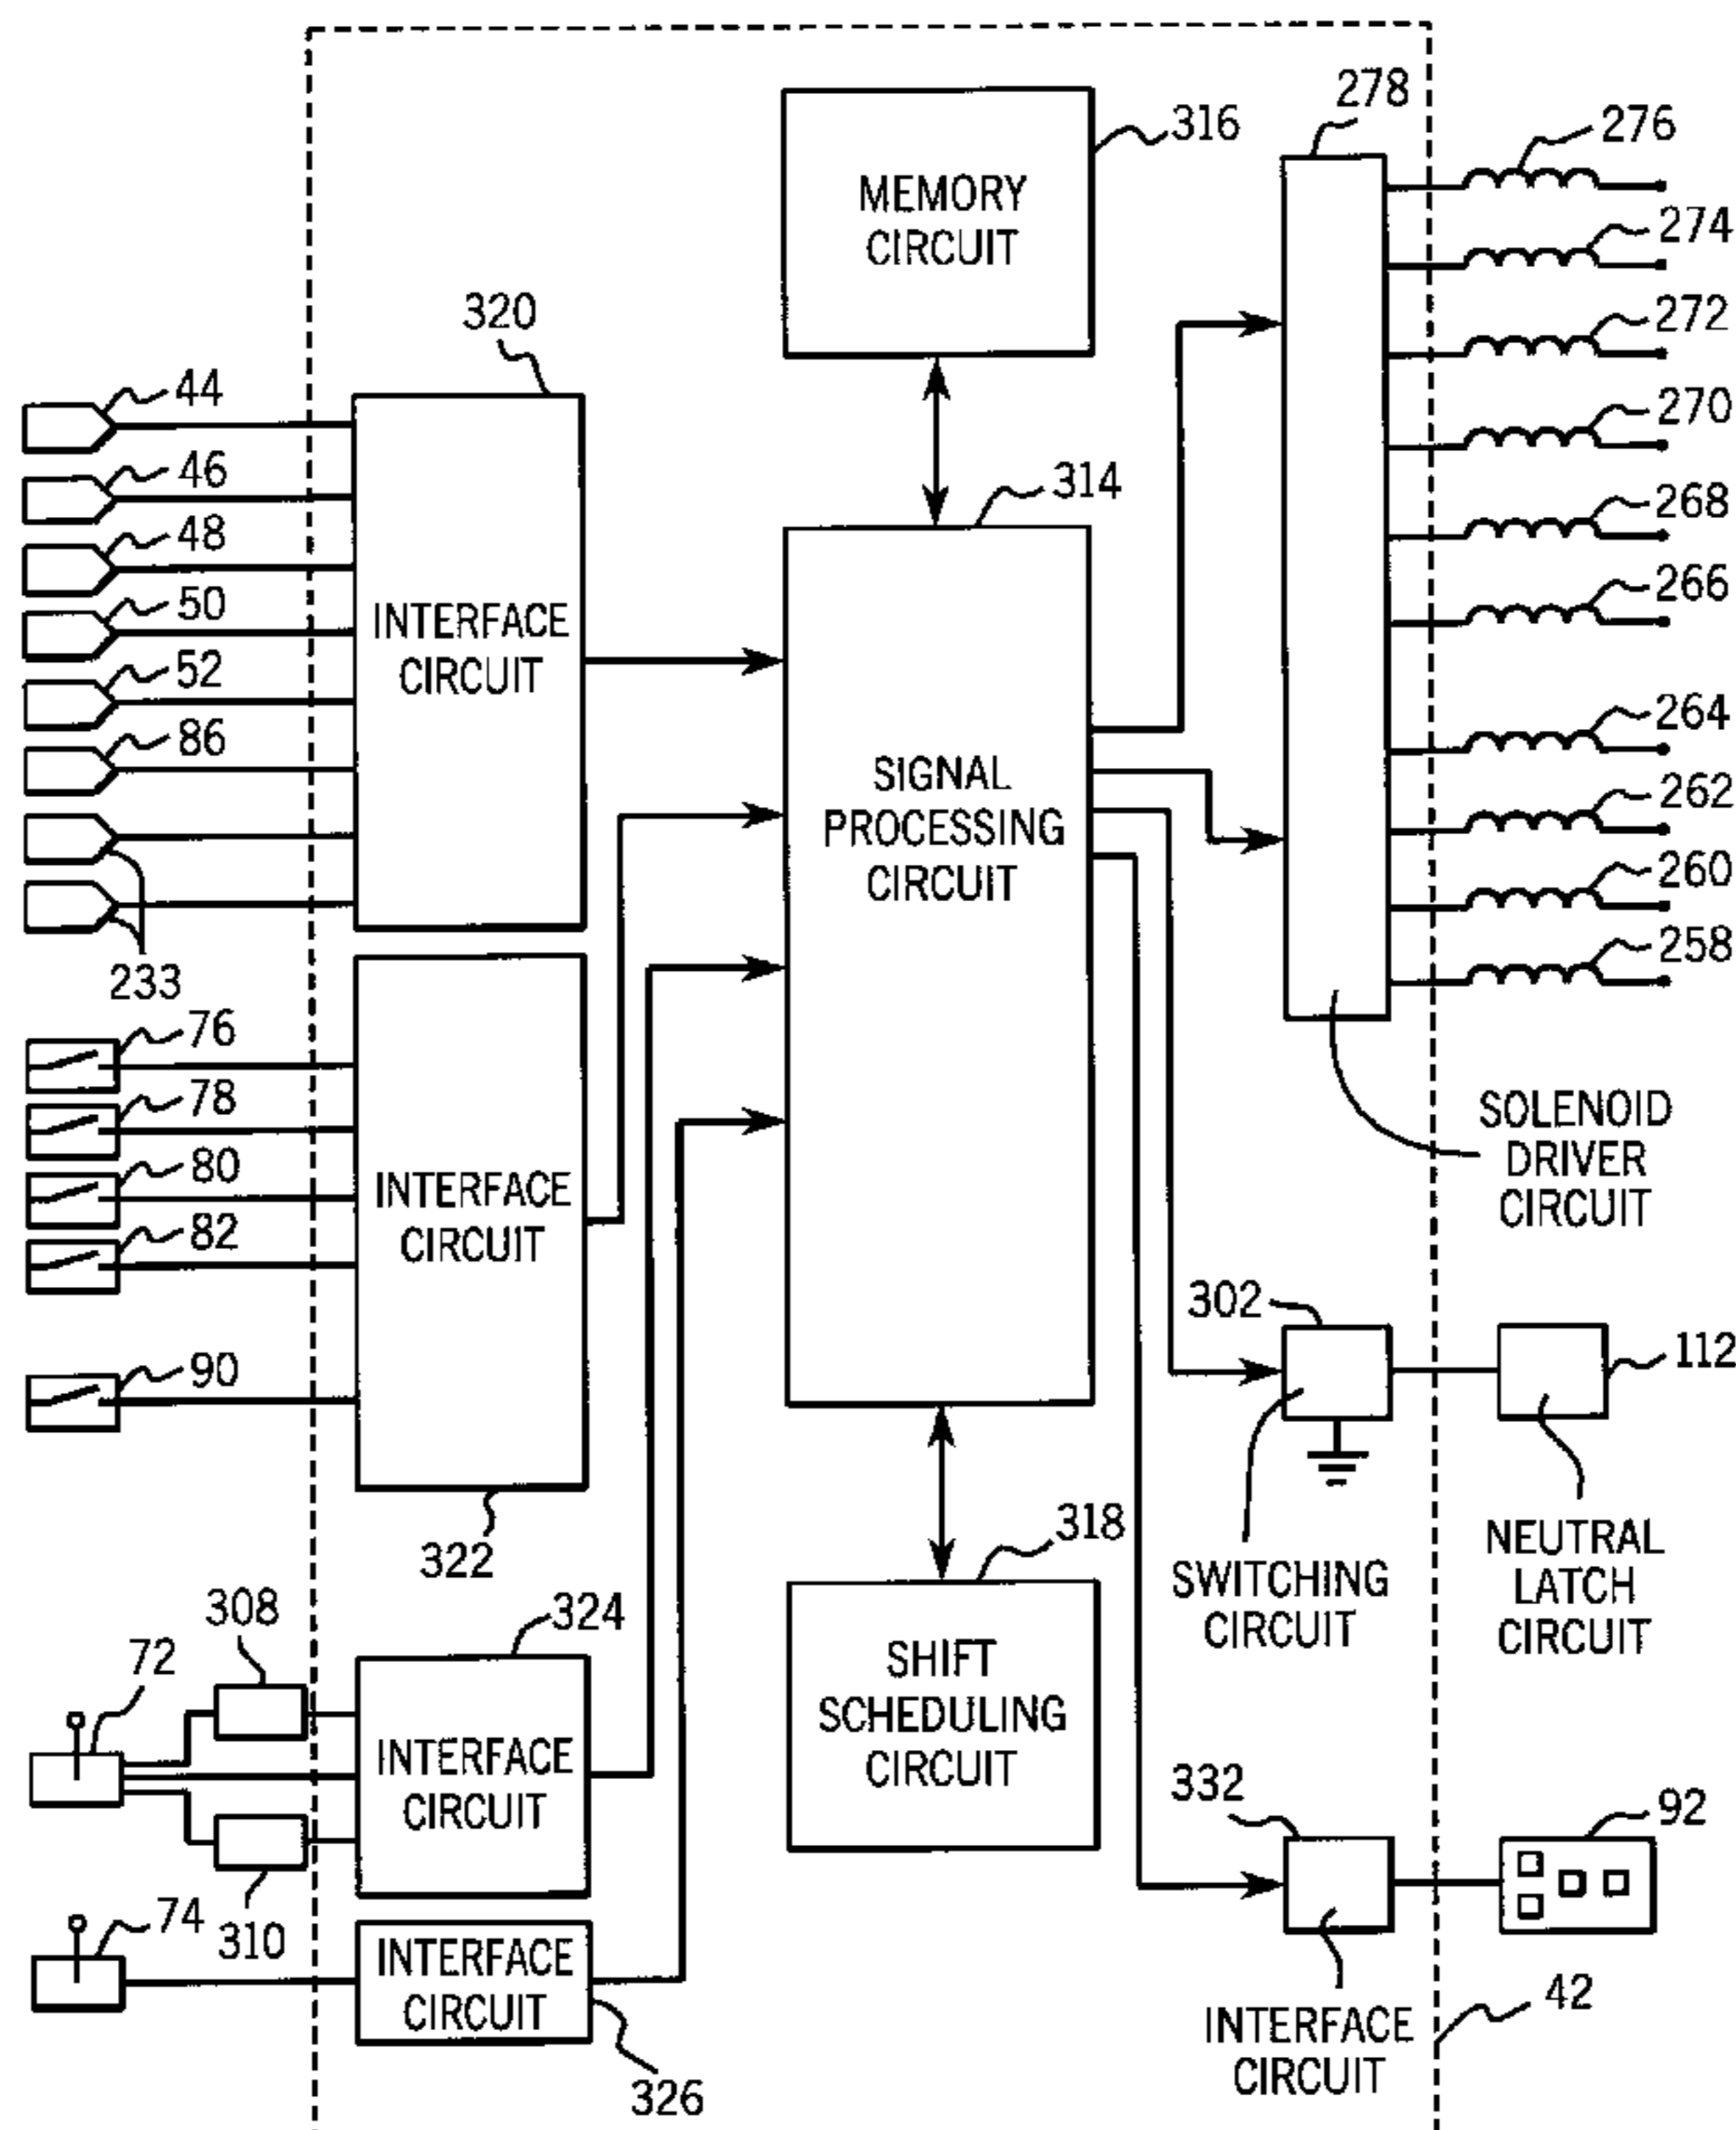 278
276
316
MEMORY
CIRCUIT
274
272
320
44
270
46
314
268
48
50
INTERFACE
CIRCUIT
266
52
86
264
SIGNAL
PROCESSING
CIRCUIT
262
260
258
233
76
78
80
82
INTERFACE
CIRCUIT
SOLENOID
DRIVER
CIRCUIT
302
112
90
322
318
SWITCHING
CIRCUIT
NEUTRAL
LATCH
CIRCUIT
308
324
72
SHIFT
SCHEDULING
CIRCUIT
INTERFACE
CIRCUIT
332
92
310
74
INTERFACE
CIRCUIT
326
42
INTERFACE
CIRCUIT